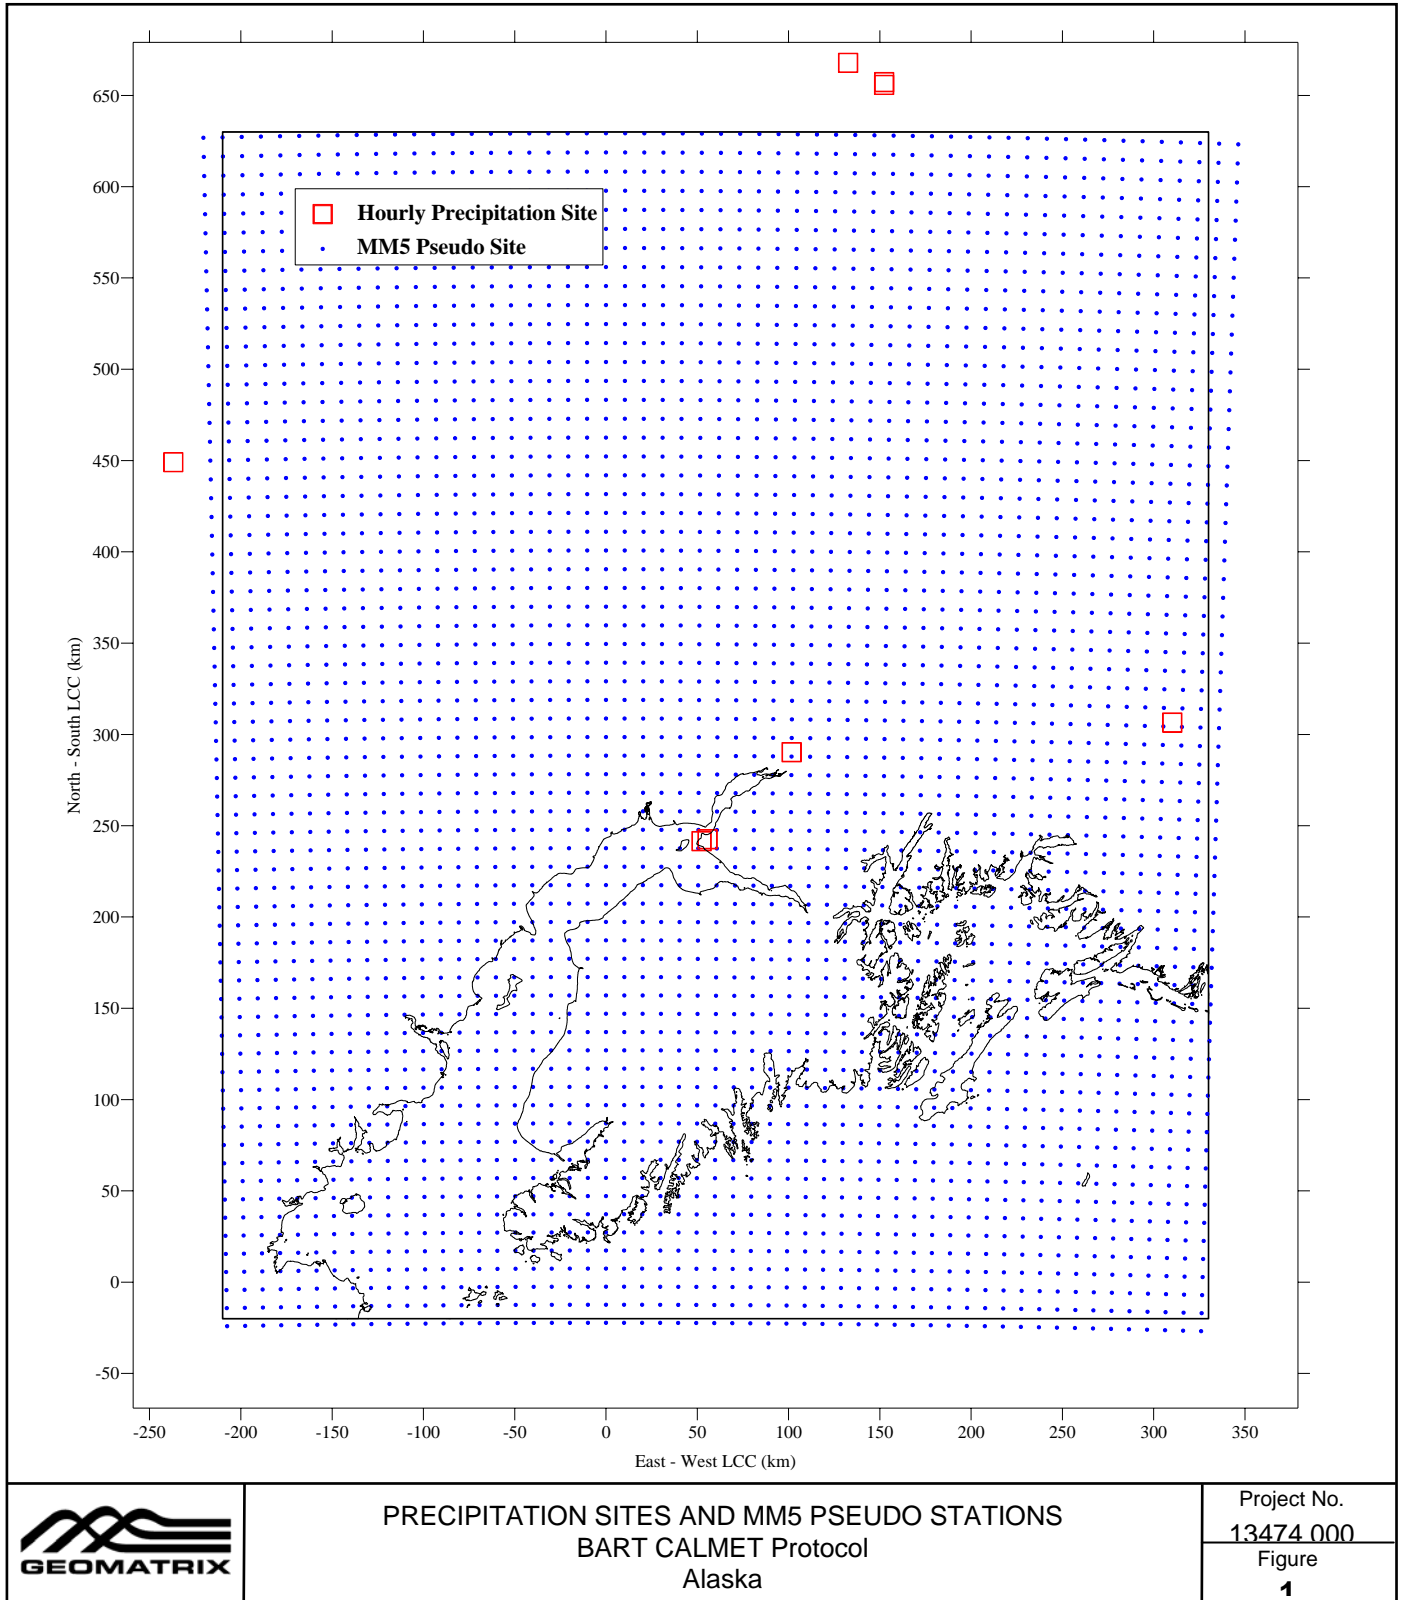 650
600
550
500
450
400
350
300
250
200
150
100
50
0
-50
North - South LCC (km)
Hourly Precipitation Site
MM5 Pseudo Site
-250 -200 -150 -100 -50 0 50 100 150 200 250 300 350
East - West LCC (km)
GEOMATRIX
PRECIPITATION SITES AND MM5 PSEUDO STATIONS
BART CALMET Protocol
Alaska
Project No.
13474.000
Figure
1